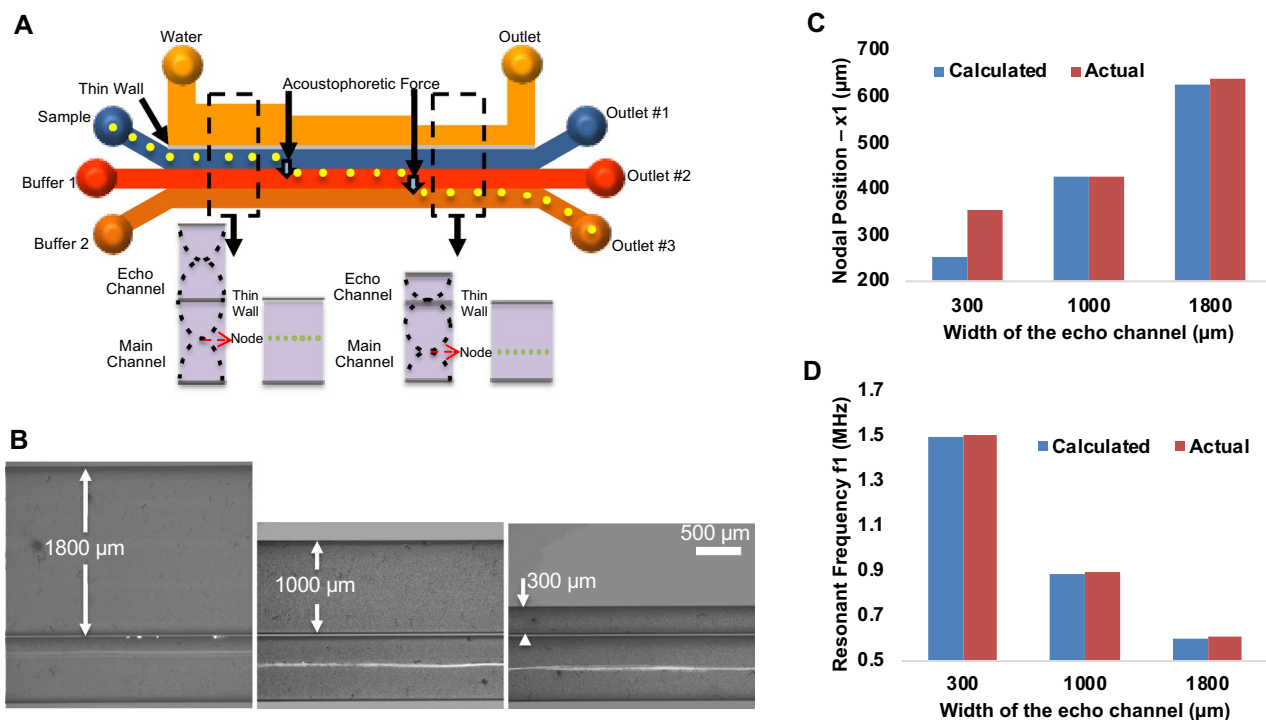 A
Water
Outlet
Thin Wall
Acoustophoretic Force
Sample
Outlet #1
Buffer 1
Outlet #2
Buffer 2
Outlet #3
Echo
Channel
Thin
Wall
Main
Channel
Node
Echo
Channel
Thin
Wall
Main
Channel
Node
B
1800 µm
1000 µm
300 µm
500 µm
C
Nodal Position – x1 (µm)
700
600
500
400
300
200
Calculated
Actual
300
1000
1800
Width of the echo channel (µm)
D
Resonant Frequency f1 (MHz)
1.7
1.5
1.3
1.1
0.9
0.7
0.5
Calculated
Actual
300
1000
1800
Width of the echo channel (µm)